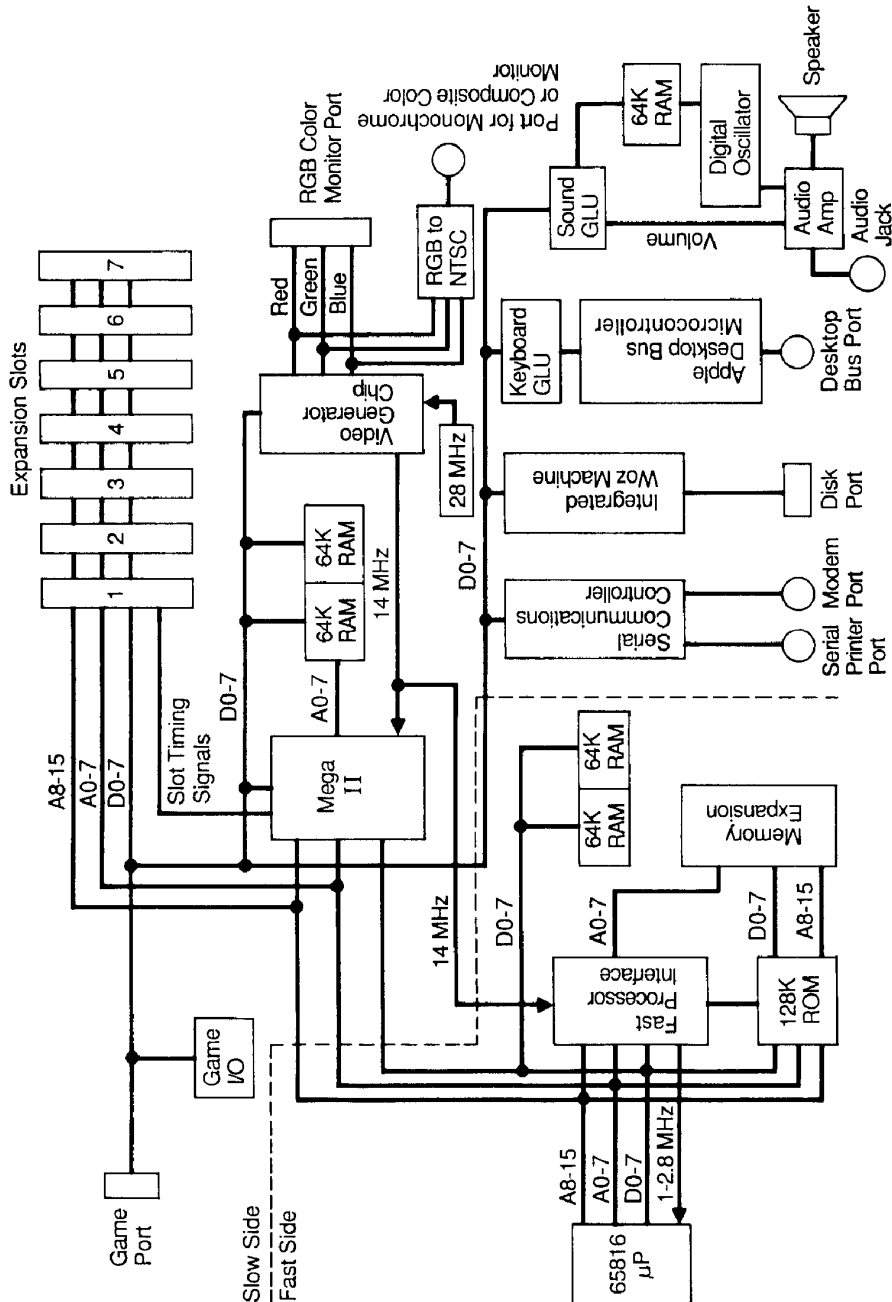 Expansion Slots
1
2
3
4
5
6
7
A8-15
A0-7
D0-7
Slot Timing
Signals
Game
Port
Game
I/O
Slow Side
Fast Side
Mega
II
D0-7
A0-7
64K
RAM
64K
RAM
14 MHz
Video
Generator
Chip
28 MHz
Red
Green
Blue
RGB Color
Monitor Port
RGB to
NTSC
Port for Monochrome
or Composite Color
Monitor
14 MHz
D0-7
65816
µP
A8-15
A0-7
D0-7
1-2.8 MHz
Fast
Processor
Interface
128K
ROM
D0-7
A0-7
64K
RAM
64K
RAM
D0-7
A8-15
Memory
Expansion
Serial
Communications
Controller
Serial
Printer
Port
Modem
Port
Integrated
Woz Machine
Disk
Port
Keyboard
GLU
Apple
Desktop Bus
Microcontroller
Desktop
Bus Port
Sound
GLU
Volume
64K
RAM
Digital
Oscillator
Audio
Amp
Audio
Jack
Speaker